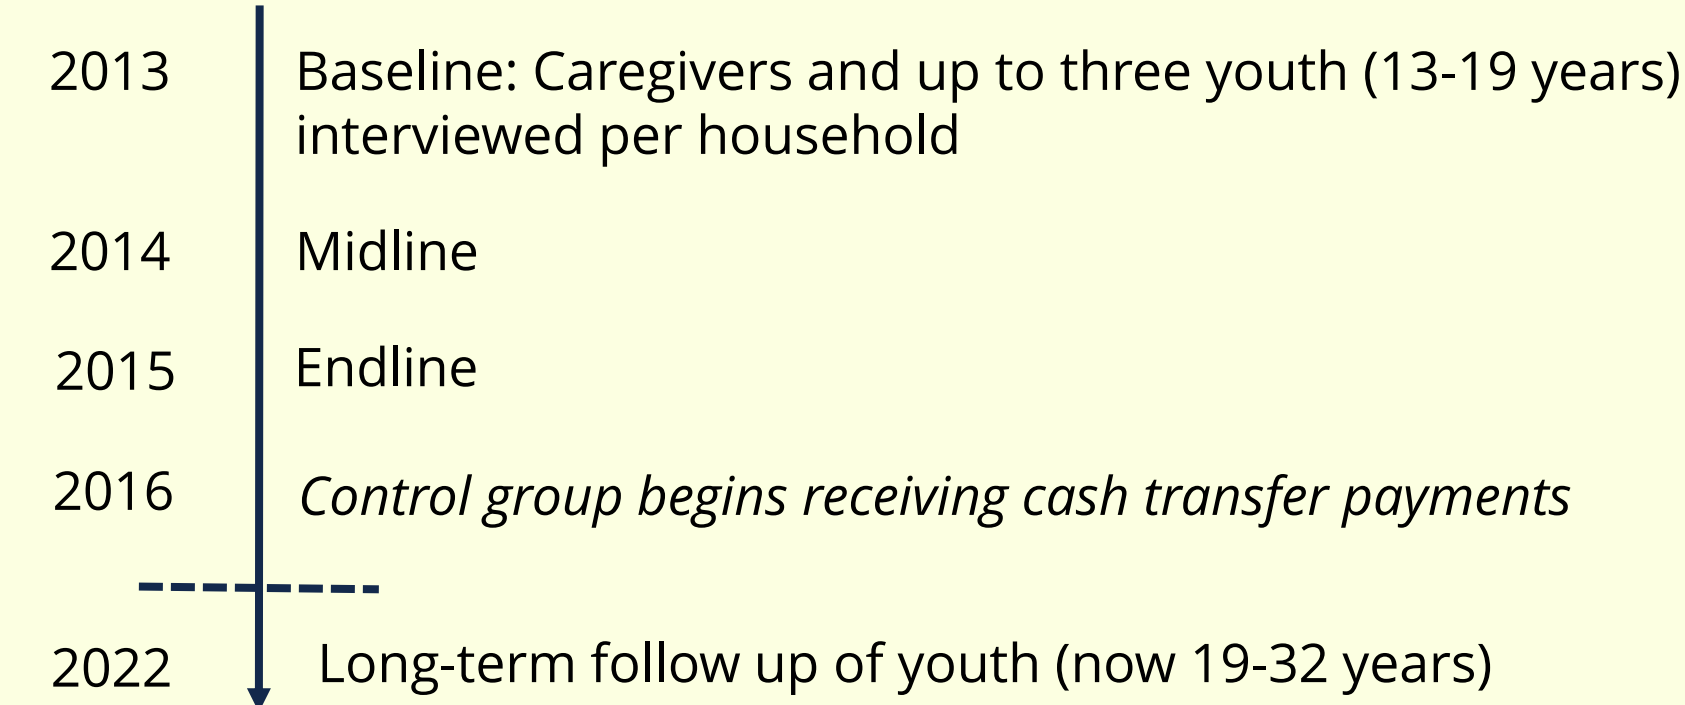 2013 Baseline: Caregivers and up to three youth (13-19 years)
interviewed per household
2014 Midline
2015 Endline
2016 Control group begins receiving cash transfer payments
2022 Long-term follow up of youth (now 19-32 years)